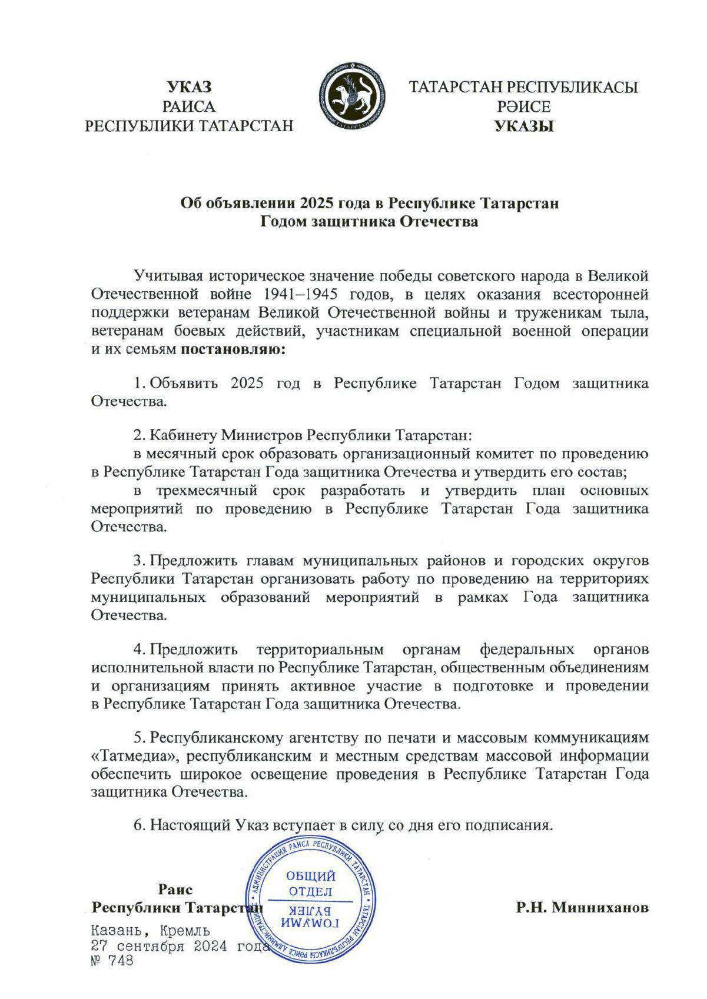 УКАЗ
РАИСА
РЕСПУБЛИКИ ТАТАРСТАН
ТАТАРСТАН
ТАТАРСТАН РЕСПУБЛИКАСЫ
РӘИСЕ
УКАЗЫ
Об объявлении 2025 года в Республике Татарстан
Годом защитника Отечества
Учитывая историческое значение победы советского народа в Великой
Отечественной войне 1941–1945 годов, в целях оказания всесторонней
поддержки ветеранам Великой Отечественной войны и труженикам тыла,
ветеранам боевых действий, участникам специальной военной операции
и их семьям постановляю:
1. Объявить 2025 год в Республике Татарстан Годом защитника
Отечества.
2. Кабинету Министров Республики Татарстан:
в месячный срок образовать организационный комитет по проведению
в Республике Татарстан Года защитника Отечества и утвердить его состав;
в трехмесячный срок разработать и утвердить план основных
мероприятий по проведению в Республике Татарстан Года защитника
Отечества.
3. Предложить главам муниципальных районов и городских округов
Республики Татарстан организовать работу по проведению на территориях
муниципальных образований мероприятий в рамках Года защитника
Отечества.
4. Предложить территориальным органам федеральных органов
исполнительной власти по Республике Татарстан, общественным объединениям
и организациям принять активное участие в подготовке и проведении
в Республике Татарстан Года защитника Отечества.
5. Республиканскому агентству по печати и массовым коммуникациям
«Татмедиа», республиканским и местным средствам массовой информации
обеспечить широкое освещение проведения в Республике Татарстан Года
защитника Отечества.
6. Настоящий Указ вступает в силу со дня его подписания.
Раис
Республики Татарстан
Р.Н. Минниханов
АДМИНИСТРАЦИЯ РАИСА РЕСПУБЛИКИ ТАТАРСТАН • ТАТАРСТАН РЕСПУБЛИКАСЫ РӘИСЕ АДМИНИСТРАЦИЯСЕ •
ОБЩИЙ
ОТДЕЛ
ГОМУМИ
БҮЛЕК
Казань, Кремль
27 сентября 2024 года
№ 748